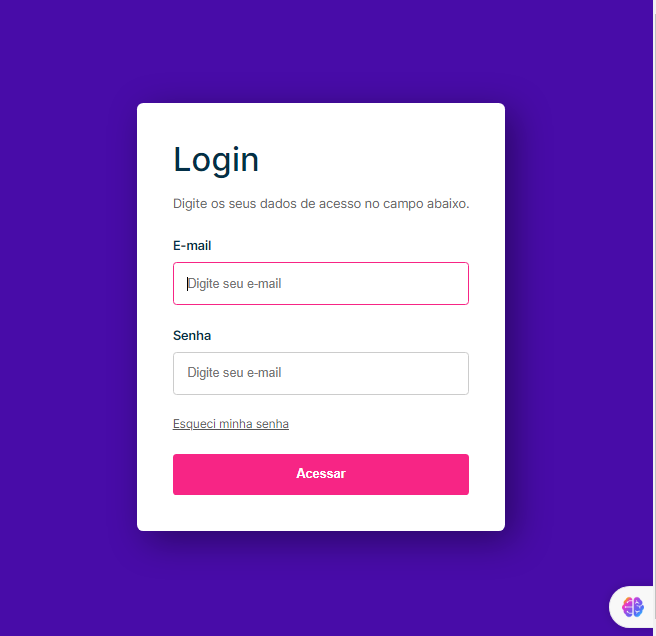 Login
Digite os seus dados de acesso no campo abaixo.
E-mail
Digite seu e-mail
Senha
Digite seu e-mail
Esqueci minha senha
Acessar